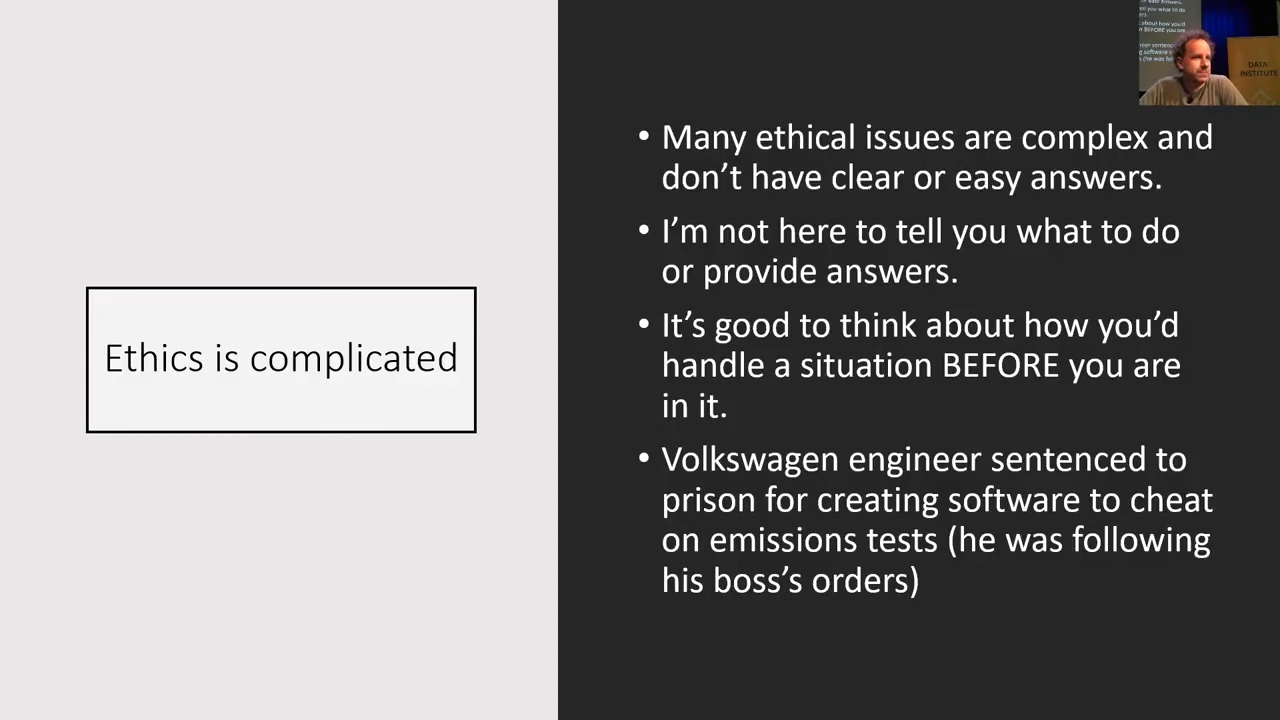 Ethics is complicated
• Many ethical issues are complex and
don’t have clear or easy answers.
• I’m not here to tell you what to do
or provide answers.
• It’s good to think about how you’d
handle a situation BEFORE you are
in it.
• Volkswagen engineer sentenced to
prison for creating software to cheat
on emissions tests (he was following
his boss’s orders)
DATA
INSTITUTE